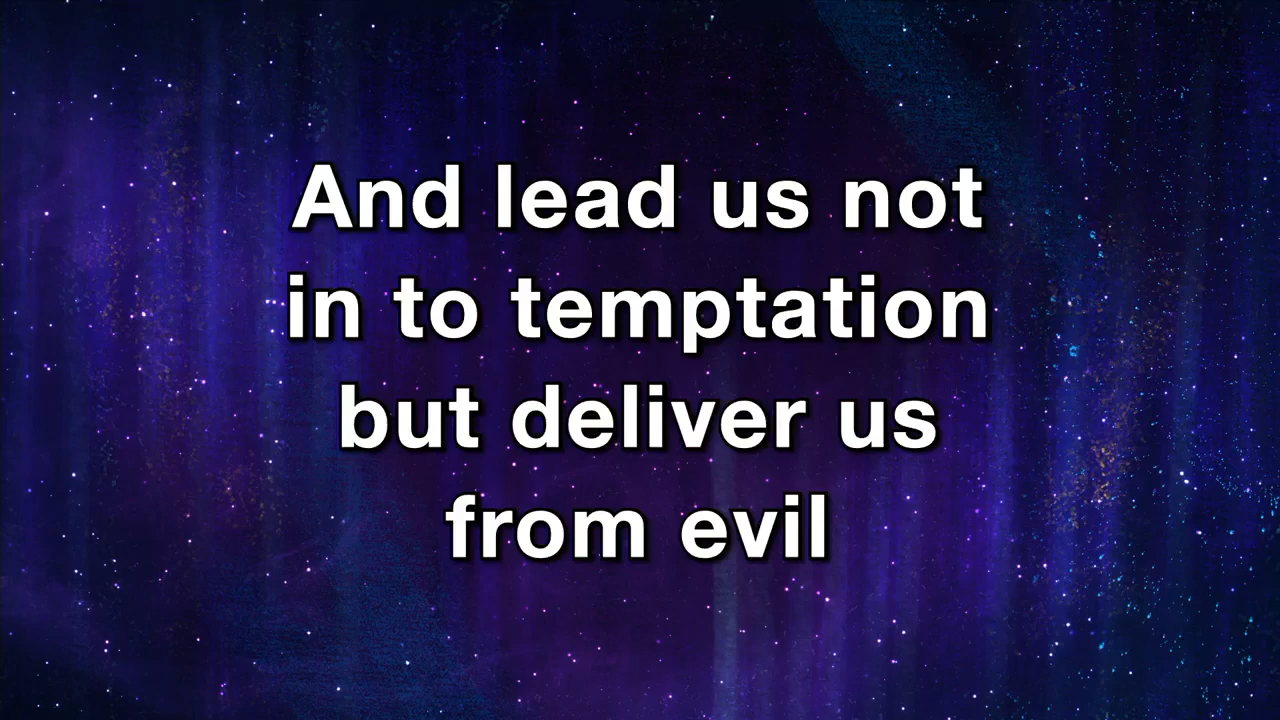 And lead us not
in to temptation
but deliver us
from evil